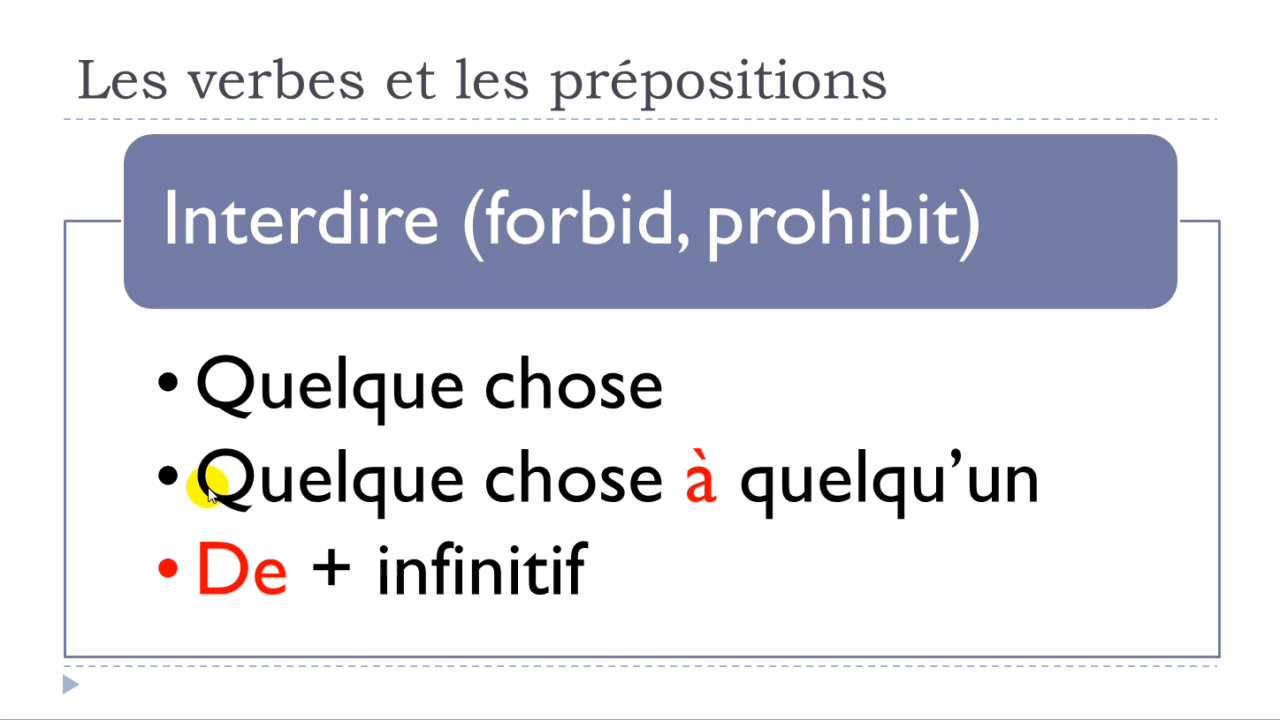 Les verbes et les prépositions
Interdire (forbid, prohibit)
• Quelque chose
• Quelque chose à quelqu’un
• De + infinitif